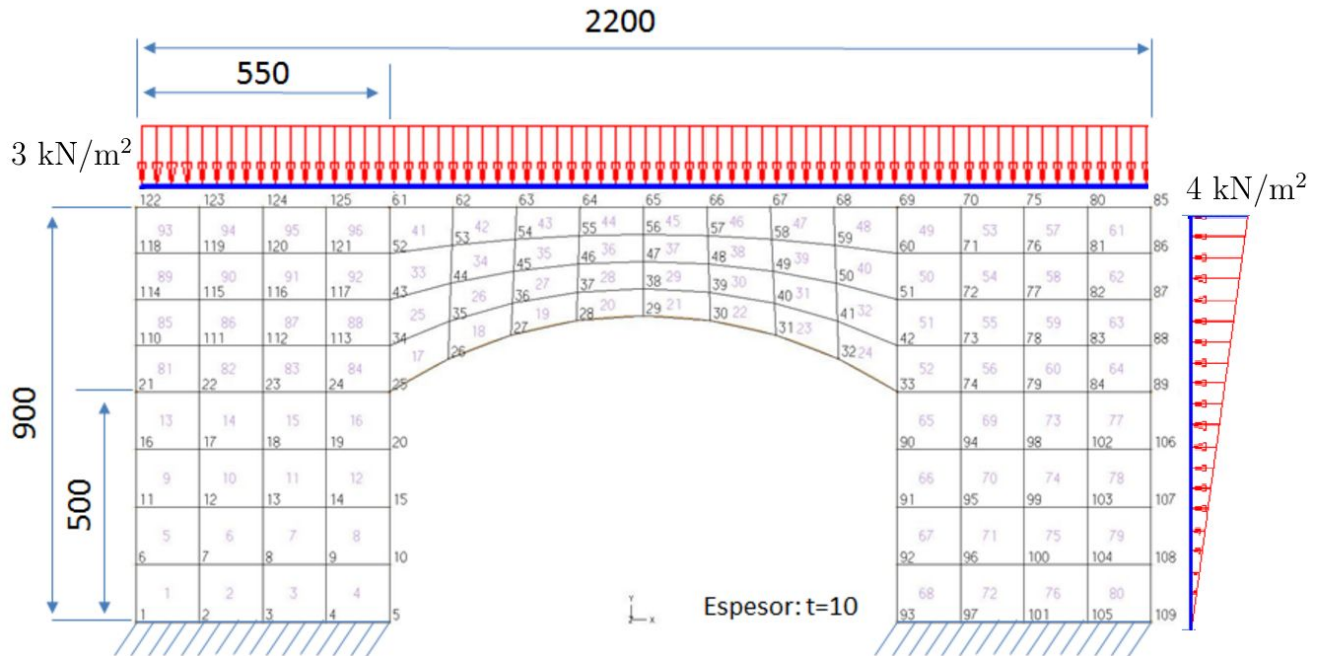 2200
550
3 kN/m²
4 kN/m²
122 123 124 125 61 62 63 64 65 66 67 68 69 70 75 80 85
93 94 95 96 41 42 43 44 45 46 47 48 49 53 57 61
118 119 120 121 52 53 54 55 56 57 58 59 60 71 76 81 86
89 90 91 92 33 34 35 36 37 38 39 40 50 54 58 62
114 115 116 117 43 44 45 46 47 48 49 50 51 72 77 82 87
85 86 87 88 25 26 27 28 29 30 31 32 51 55 59 63
110 111 112 113 34 35 36 37 38 39 40 41 42 73 78 83 88
81 82 83 84 17 18 19 20 21 22 23 24 52 56 60 64
21 22 23 24 25 26 27 28 29 30 31 32 33 74 79 84 89
900
13 14 15 16 65 69 73 77
16 17 18 19 20 90 94 98 102 106
9 10 11 12 66 70 74 78
500
11 12 13 14 15 91 95 99 103 107
5 6 7 8 67 71 75 79
6 7 8 9 10 92 96 100 104 108
1 2 3 4 68 72 76 80
Y
Z X
Espesor: t=10
1 2 3 4 5 93 97 101 105 109